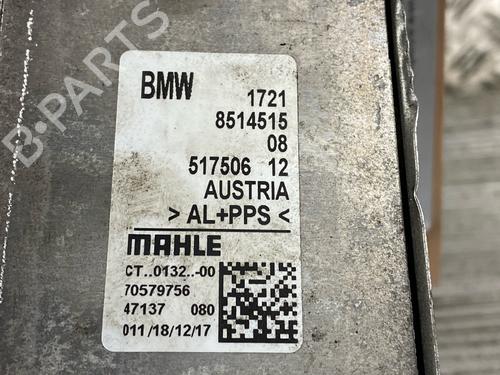 BMW 1721
8514515
08
517506 12
AUSTRIA
> AL+PPS <
MAHLE
CT..0132..-00
70579756
47137 080
011/18/12/17
B-PARTS